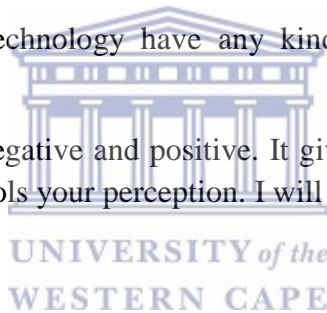 echnology have any kind
egative and positive. It giv
ols your perception. I will
UNIVERSITY of the
WESTERN CAPE